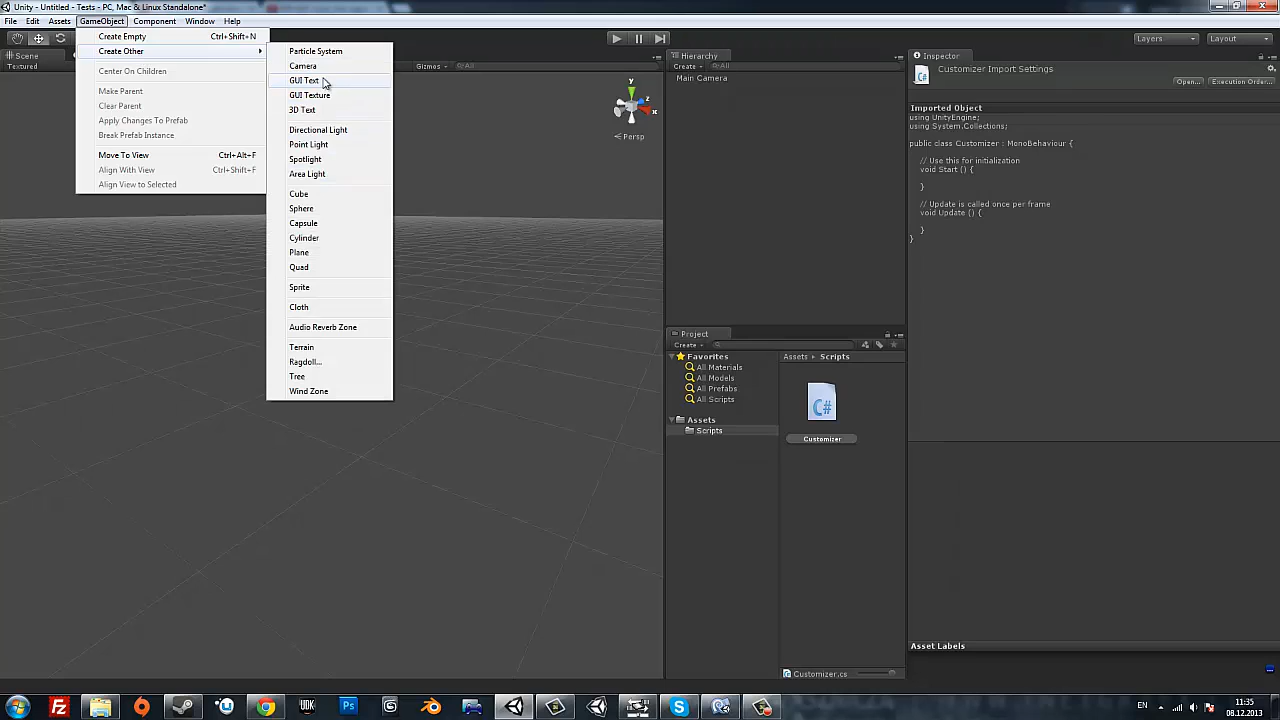 Unity - Untitled - Tests - PC, Mac & Linux Standalone*
File Edit Assets GameObject Component Window Help
Create Empty Ctrl+Shift+N
Create Other
Center On Children
Make Parent
Clear Parent
Apply Changes To Prefab
Break Prefab Instance
Move To View Ctrl+Alt+F
Align With View Ctrl+Shift+F
Align View to Selected
Particle System
Camera
GUI Text
GUI Texture
3D Text
Directional Light
Point Light
Spotlight
Area Light
Cube
Sphere
Capsule
Cylinder
Plane
Quad
Sprite
Cloth
Audio Reverb Zone
Terrain
Ragdoll...
Tree
Wind Zone
Scene
Textured
Gizmos
All
y
z
x
Persp
Layers
Layout
Hierarchy
Create
All
Main Camera
Project
Create
Favorites
All Materials
All Models
All Prefabs
All Scripts
Assets
Scripts
Assets Scripts
C#
Customizer
Customizer.cs
Inspector
Customizer Import Settings
Open... Execution Order...
Imported Object
using UnityEngine;
using System.Collections;
public class Customizer : MonoBehaviour {
// Use this for initialization
void Start () {
}
// Update is called once per frame
void Update () {
}
}
Asset Labels
Fz
UDK
Ps
EN
11:35
08.12.2013